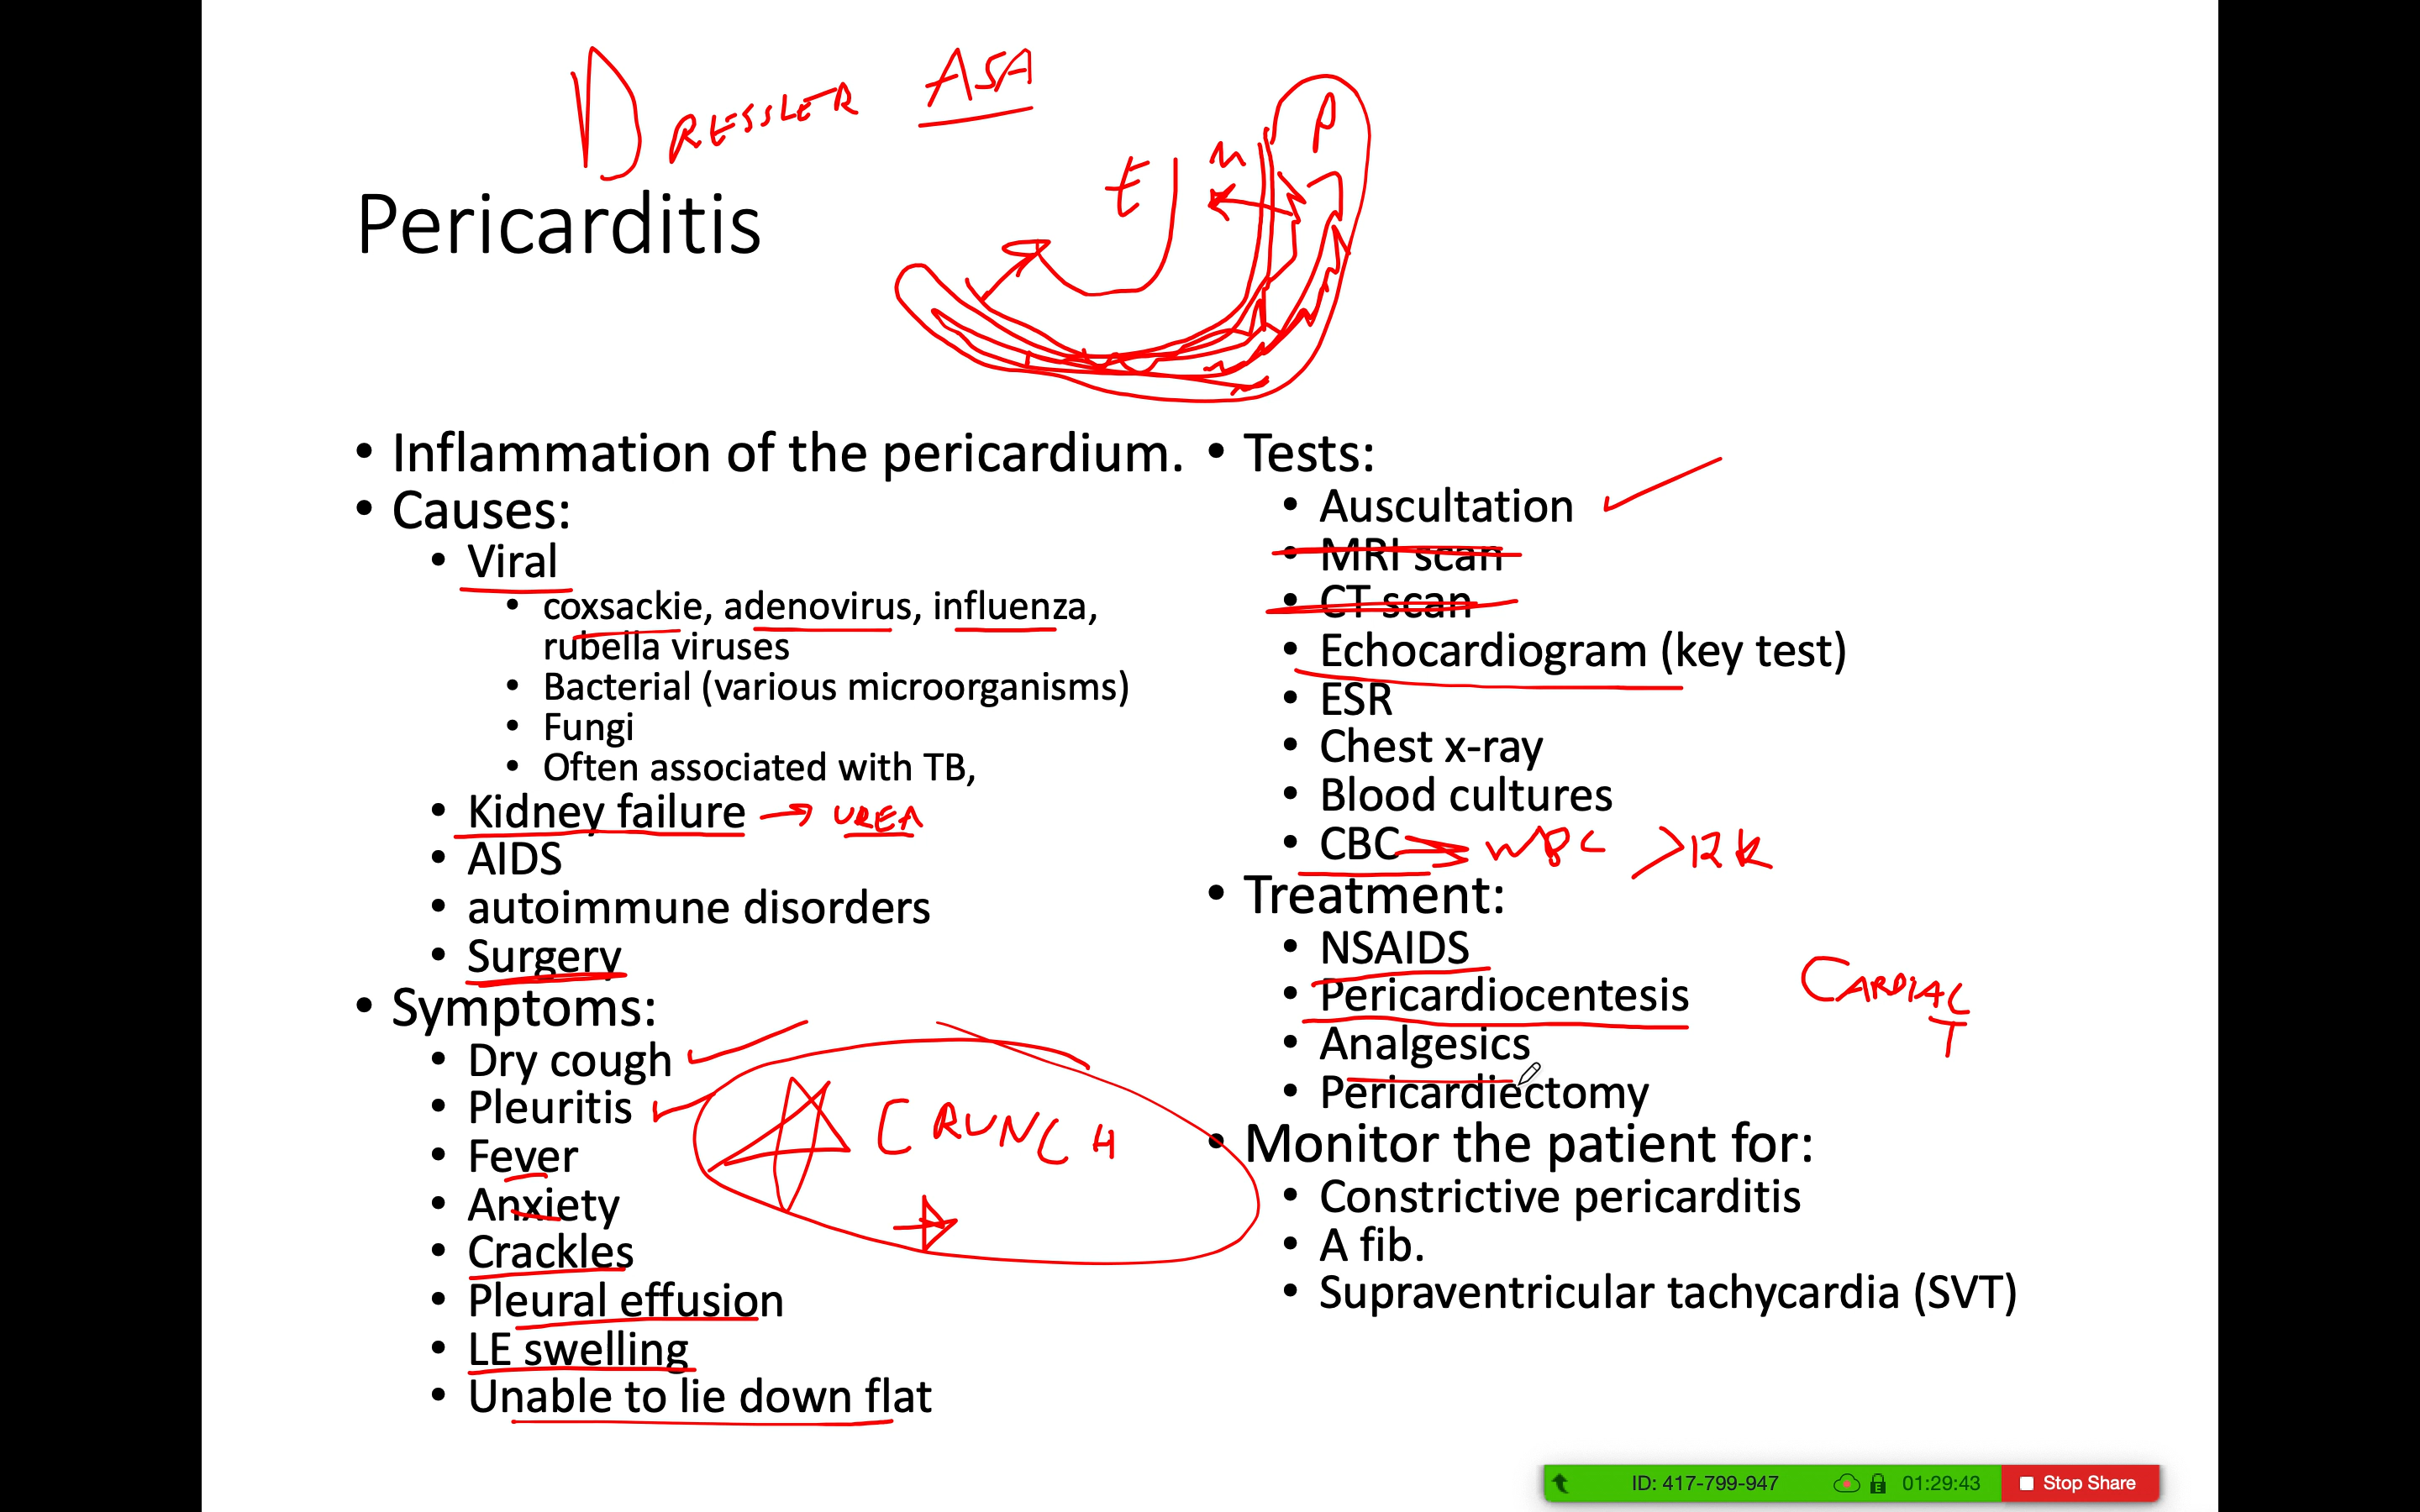 DRESSLER ASA
E M P
Pericarditis
• Inflammation of the pericardium.
• Causes:
• Viral
• coxsackie, adenovirus, influenza,
rubella viruses
• Bacterial (various microorganisms)
• Fungi
• Often associated with TB,
• Kidney failure → UREA
• AIDS
• autoimmune disorders
• Surgery
• Symptoms:
• Dry cough
• Pleuritis
• Fever
• Anxiety
• Crackles
• Pleural effusion
• LE swelling
• Unable to lie down flat
CRUNCH
• Tests:
• Auscultation
• MRI scan
• CT scan
• Echocardiogram (key test)
• ESR
• Chest x-ray
• Blood cultures
• CBC → WBC >12K
• Treatment:
• NSAIDS
• Pericardiocentesis
• Analgesics
• Pericardiectomy
CARDIAC
T
• Monitor the patient for:
• Constrictive pericarditis
• A fib.
• Supraventricular tachycardia (SVT)
ID: 417-799-947 01:29:43 Stop Share